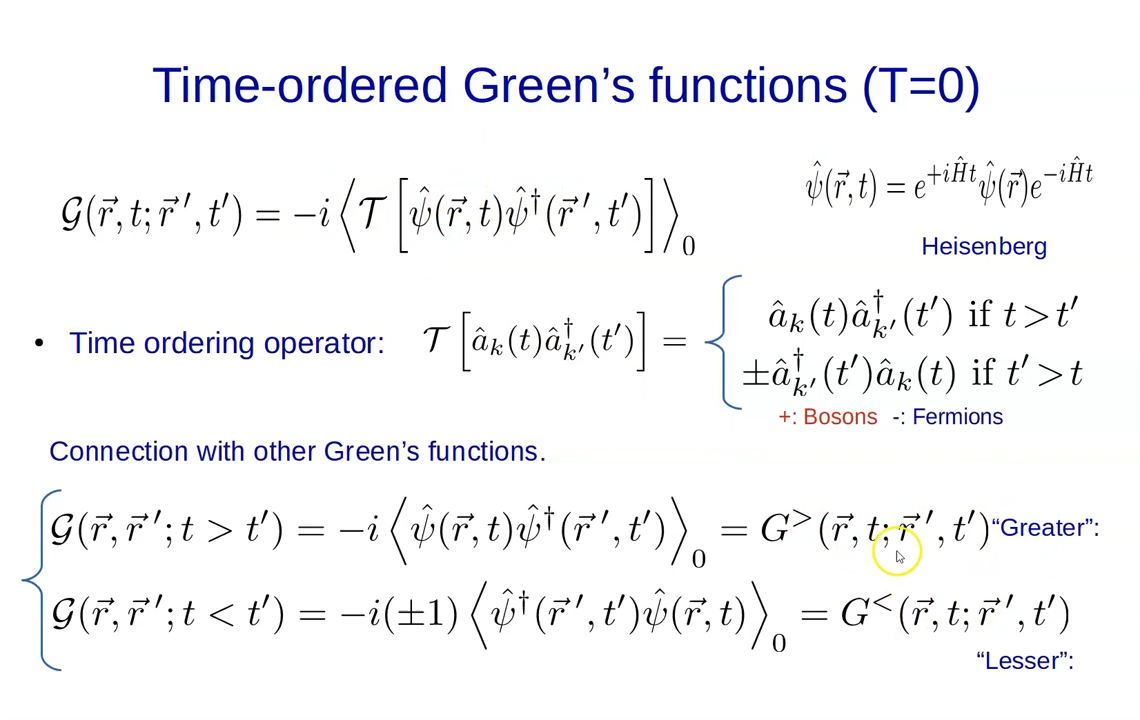 Time-ordered Green’s functions (T=0)
𝒢(r⃗, t; r⃗ ′, t′) = −i ⟨𝒯 [ψ̂(r⃗, t)ψ̂†(r⃗ ′, t′)]⟩₀
ψ̂(r⃗, t) = e^{+iĤt}ψ̂(r⃗)e^{−iĤt}
Heisenberg
• Time ordering operator: 𝒯 [â_k(t)â†_{k′}(t′)] =
â_k(t)â†_{k′}(t′) if t > t′
±â†_{k′}(t′)â_k(t) if t′ > t
+: Bosons -: Fermions
Connection with other Green’s functions.
𝒢(r⃗, r⃗ ′; t > t′) = −i ⟨ψ̂(r⃗, t)ψ̂†(r⃗ ′, t′)⟩₀ = G^>(r⃗, t; r⃗ ′, t′) “Greater”:
𝒢(r⃗, r⃗ ′; t < t′) = −i(±1) ⟨ψ̂†(r⃗ ′, t′)ψ̂(r⃗, t)⟩₀ = G^<(r⃗, t; r⃗ ′, t′)
“Lesser”: